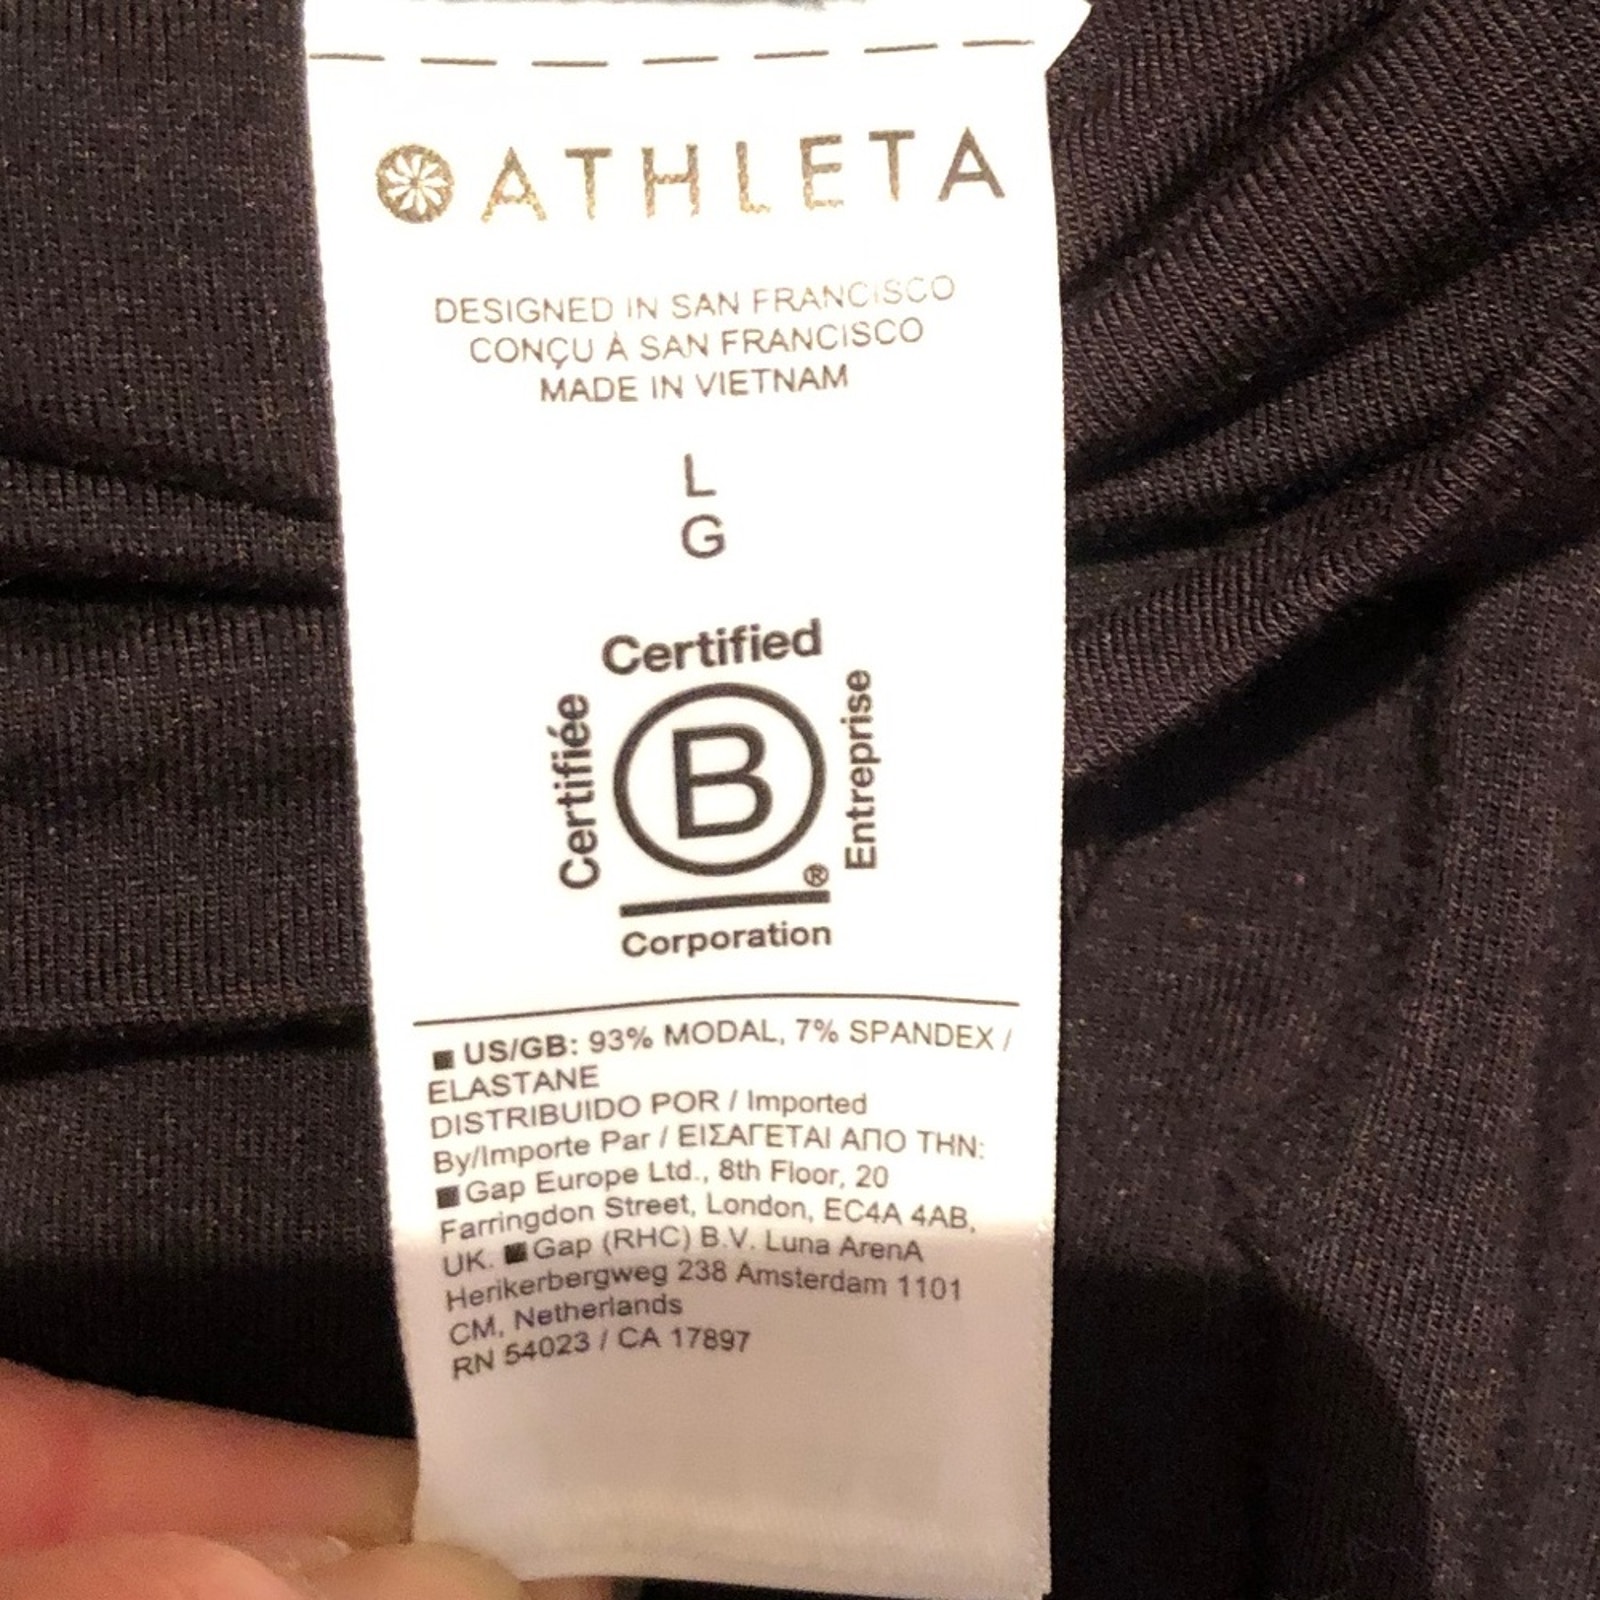 ATHLETA
DESIGNED IN SAN FRANCISCO
CONÇU À SAN FRANCISCO
MADE IN VIETNAM
L
G
Certified
Certifiée
B
Entreprise
®
Corporation
US/GB: 93% MODAL, 7% SPANDEX /
ELASTANE
DISTRIBUIDO POR / Imported
By/Importe Par / ΕΙΣΑΓΕΤΑΙ ΑΠΟ ΤΗΝ:
Gap Europe Ltd., 8th Floor, 20
Farringdon Street, London, EC4A 4AB,
UK. Gap (RHC) B.V. Luna ArenA
Herikerbergweg 238 Amsterdam 1101
CM, Netherlands
RN 54023 / CA 17897